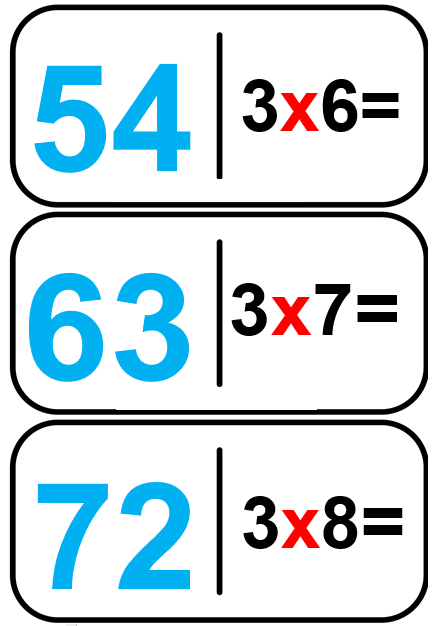 54 3x6=
63 3x7=
72 3x8=